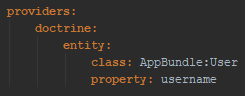 providers:
    doctrine:
        entity:
            class: AppBundle:User
            property: username